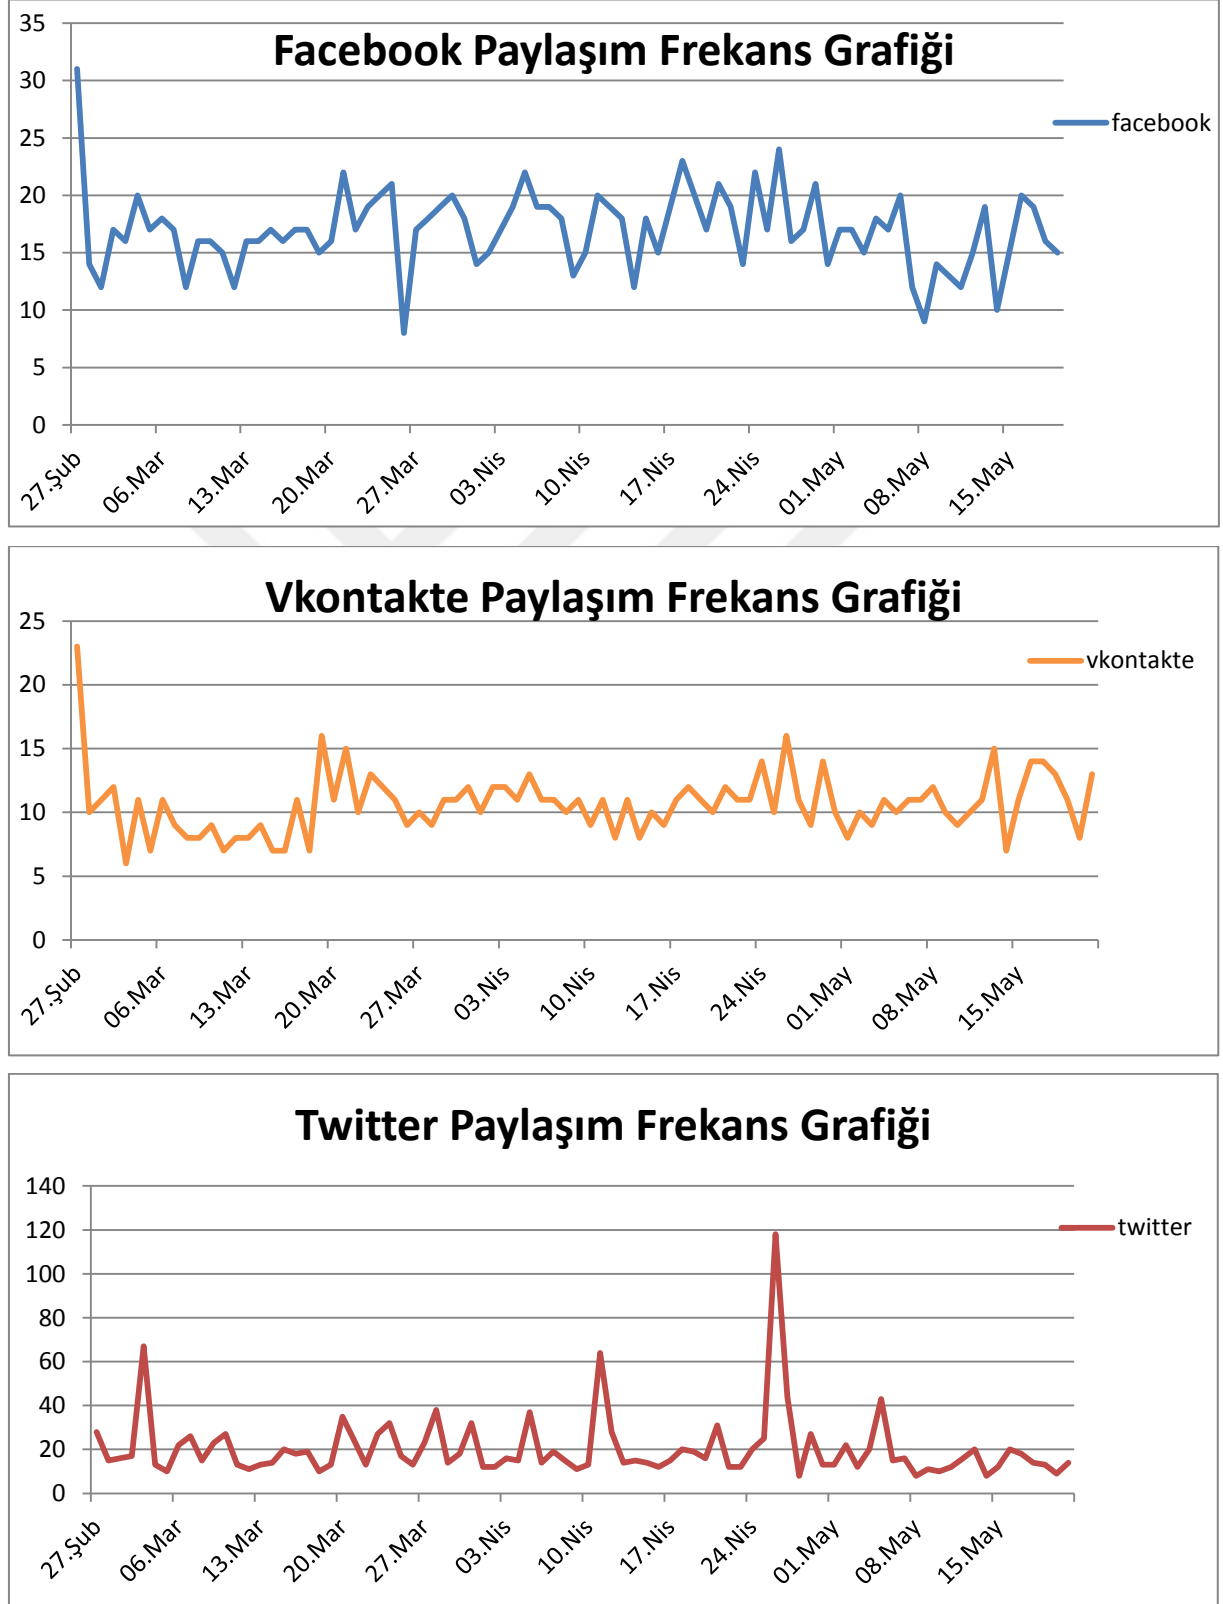 Facebook Paylaşım Frekans Grafiği
35
30
25
20
15
10
5
0
facebook
27.Şub
06.Mar
13.Mar
20.Mar
27.Mar
03.Nis
10.Nis
17.Nis
24.Nis
01.May
08.May
15.May
Vkontakte Paylaşım Frekans Grafiği
25
20
15
10
5
0
vkontakte
27.Şub
06.Mar
13.Mar
20.Mar
27.Mar
03.Nis
10.Nis
17.Nis
24.Nis
01.May
08.May
15.May
Twitter Paylaşım Frekans Grafiği
140
120
100
80
60
40
20
0
twitter
27.Şub
06.Mar
13.Mar
20.Mar
27.Mar
03.Nis
10.Nis
17.Nis
24.Nis
01.May
08.May
15.May